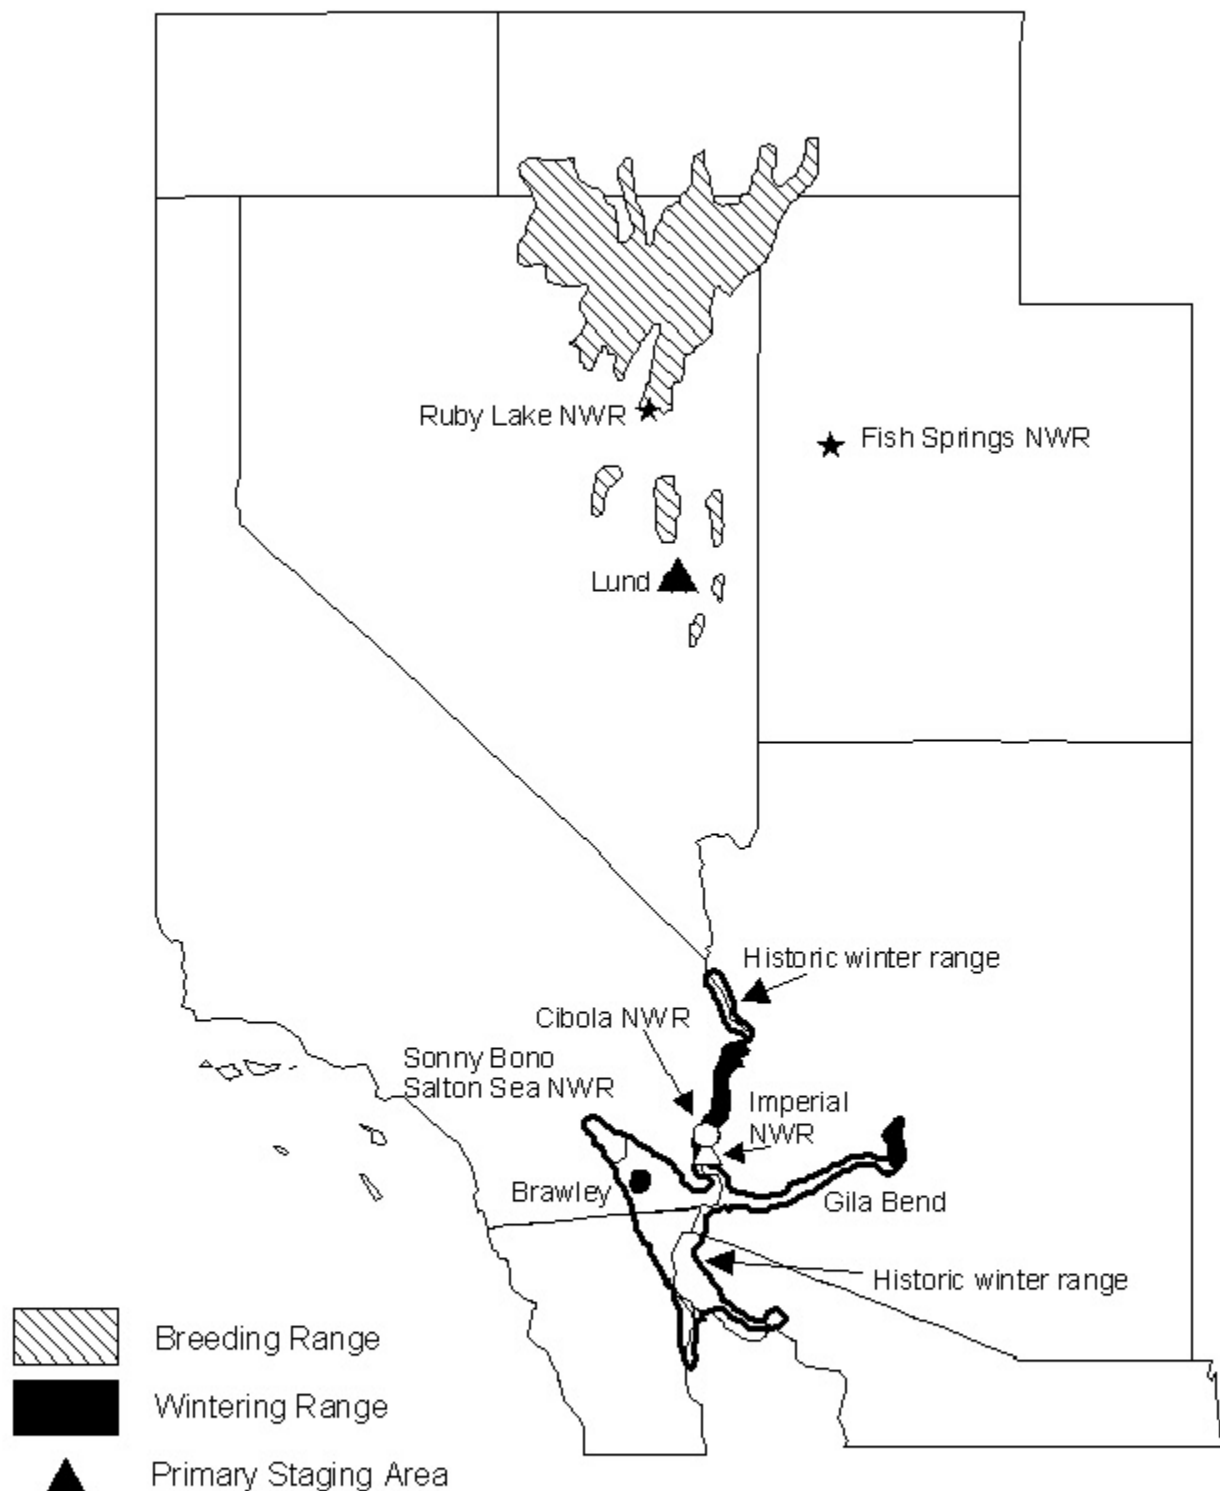 Ruby Lake NWR
Fish Springs NWR
Lund
Historic winter range
Cibola NWR
Sonny Bono
Salton Sea NWR
Imperial
NWR
Brawley
Gila Bend
Historic winter range
Breeding Range
Wintering Range
Primary Staging Area